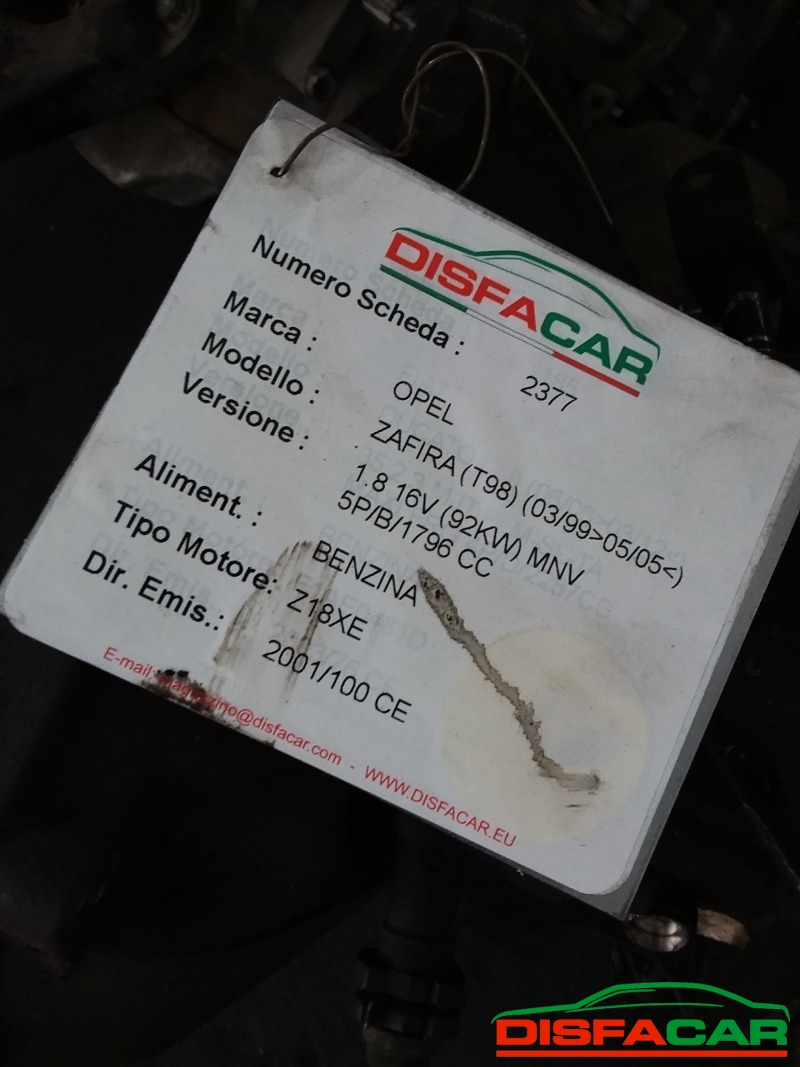 DISFACAR
Numero Scheda : 2377
Marca : OPEL
Modello : ZAFIRA (T98) (03/99>05/05<)
Versione : 1.8 16V (92KW) MNV
5P/B/1796 CC
Aliment. : BENZINA
Tipo Motore: Z18XE
Dir. Emis.: 2001/100 CE
E-mail: magazzino@disfacar.com - WWW.DISFACAR.EU
DISFACAR